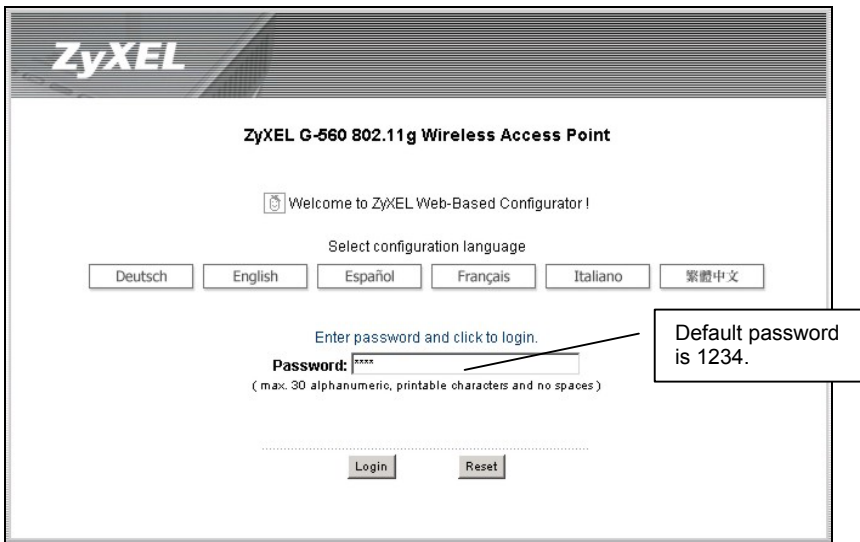 ZyXEL
ZyXEL G-560 802.11g Wireless Access Point
Welcome to ZyXEL Web-Based Configurator !
Select configuration language
Deutsch English Español Français Italiano 繁體中文
Enter password and click to login.
Default password
is 1234.
Password: ****
( max. 30 alphanumeric, printable characters and no spaces )
Login Reset